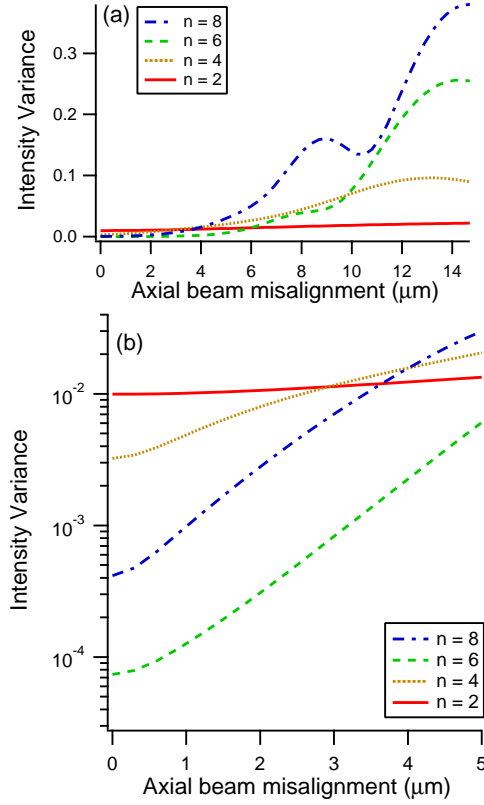 (a)
n = 8
n = 6
n = 4
n = 2
Intensity Variance
0.3
0.2
0.1
0.0
0 2 4 6 8 10 12 14
Axial beam misalignment (μm)
(b)
Intensity Variance
10⁻²
10⁻³
10⁻⁴
n = 8
n = 6
n = 4
n = 2
0 1 2 3 4 5
Axial beam misalignment (μm)